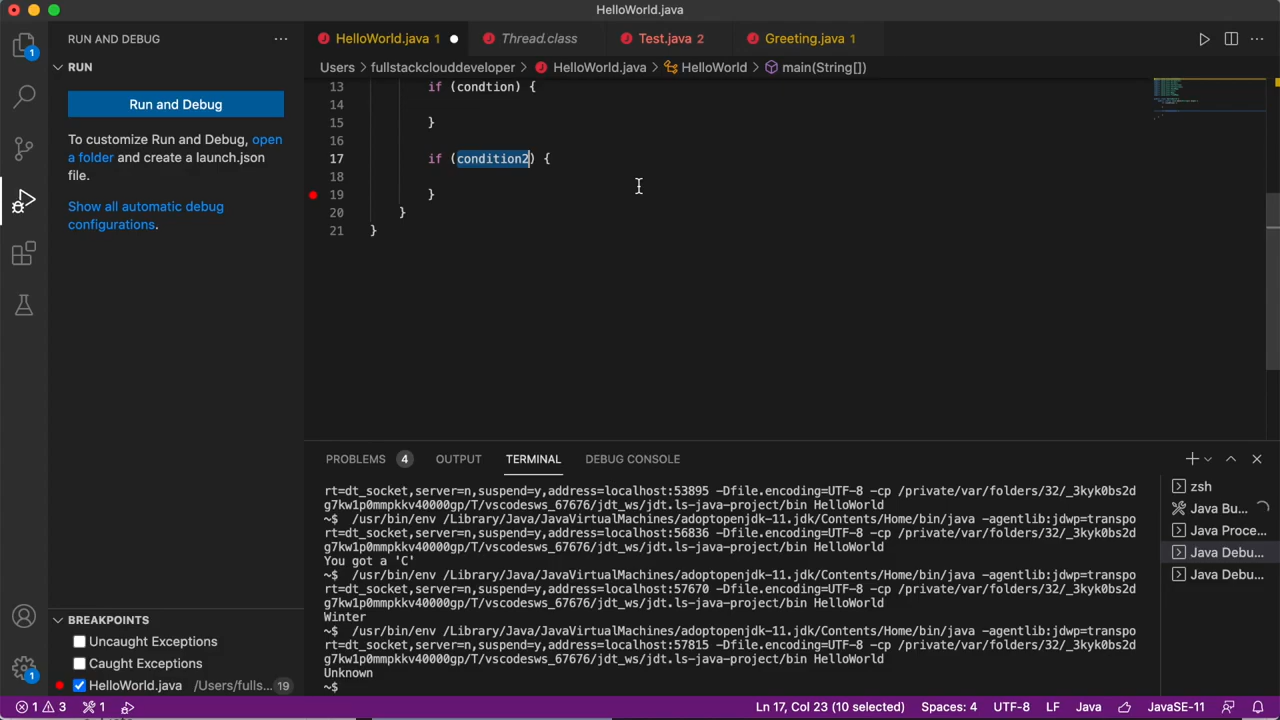 HelloWorld.java
RUN AND DEBUG
HelloWorld.java 1
Thread.class
Test.java 2
Greeting.java 1
RUN
Users > fullstackclouddeveloper > HelloWorld.java > HelloWorld > main(String[])
Run and Debug
To customize Run and Debug, open
a folder and create a launch.json
file.
Show all automatic debug
configurations.
13 if (condtion) {
14
15 }
16
17 if (condition2) {
18
19 }
20 }
21 }
PROBLEMS 4 OUTPUT TERMINAL DEBUG CONSOLE
rt=dt_socket,server=n,suspend=y,address=localhost:53895 -Dfile.encoding=UTF-8 -cp /private/var/folders/32/_3kyk0bs2d
g7kw1p0mmpkkv40000gp/T/vscodesws_67676/jdt_ws/jdt.ls-java-project/bin HelloWorld
~$ /usr/bin/env /Library/Java/JavaVirtualMachines/adoptopenjdk-11.jdk/Contents/Home/bin/java -agentlib:jdwp=transpo
rt=dt_socket,server=n,suspend=y,address=localhost:56836 -Dfile.encoding=UTF-8 -cp /private/var/folders/32/_3kyk0bs2d
g7kw1p0mmpkkv40000gp/T/vscodesws_67676/jdt_ws/jdt.ls-java-project/bin HelloWorld
You got a 'C'
~$ /usr/bin/env /Library/Java/JavaVirtualMachines/adoptopenjdk-11.jdk/Contents/Home/bin/java -agentlib:jdwp=transpo
rt=dt_socket,server=n,suspend=y,address=localhost:57670 -Dfile.encoding=UTF-8 -cp /private/var/folders/32/_3kyk0bs2d
g7kw1p0mmpkkv40000gp/T/vscodesws_67676/jdt_ws/jdt.ls-java-project/bin HelloWorld
Winter
~$ /usr/bin/env /Library/Java/JavaVirtualMachines/adoptopenjdk-11.jdk/Contents/Home/bin/java -agentlib:jdwp=transpo
rt=dt_socket,server=n,suspend=y,address=localhost:57815 -Dfile.encoding=UTF-8 -cp /private/var/folders/32/_3kyk0bs2d
g7kw1p0mmpkkv40000gp/T/vscodesws_67676/jdt_ws/jdt.ls-java-project/bin HelloWorld
Unknown
~$
zsh
Java Bu...
Java Proce...
Java Debu...
Java Debu...
BREAKPOINTS
Uncaught Exceptions
Caught Exceptions
HelloWorld.java /Users/fulls... 19
1
1
1 3 1
Ln 17, Col 23 (10 selected) Spaces: 4 UTF-8 LF Java JavaSE-11